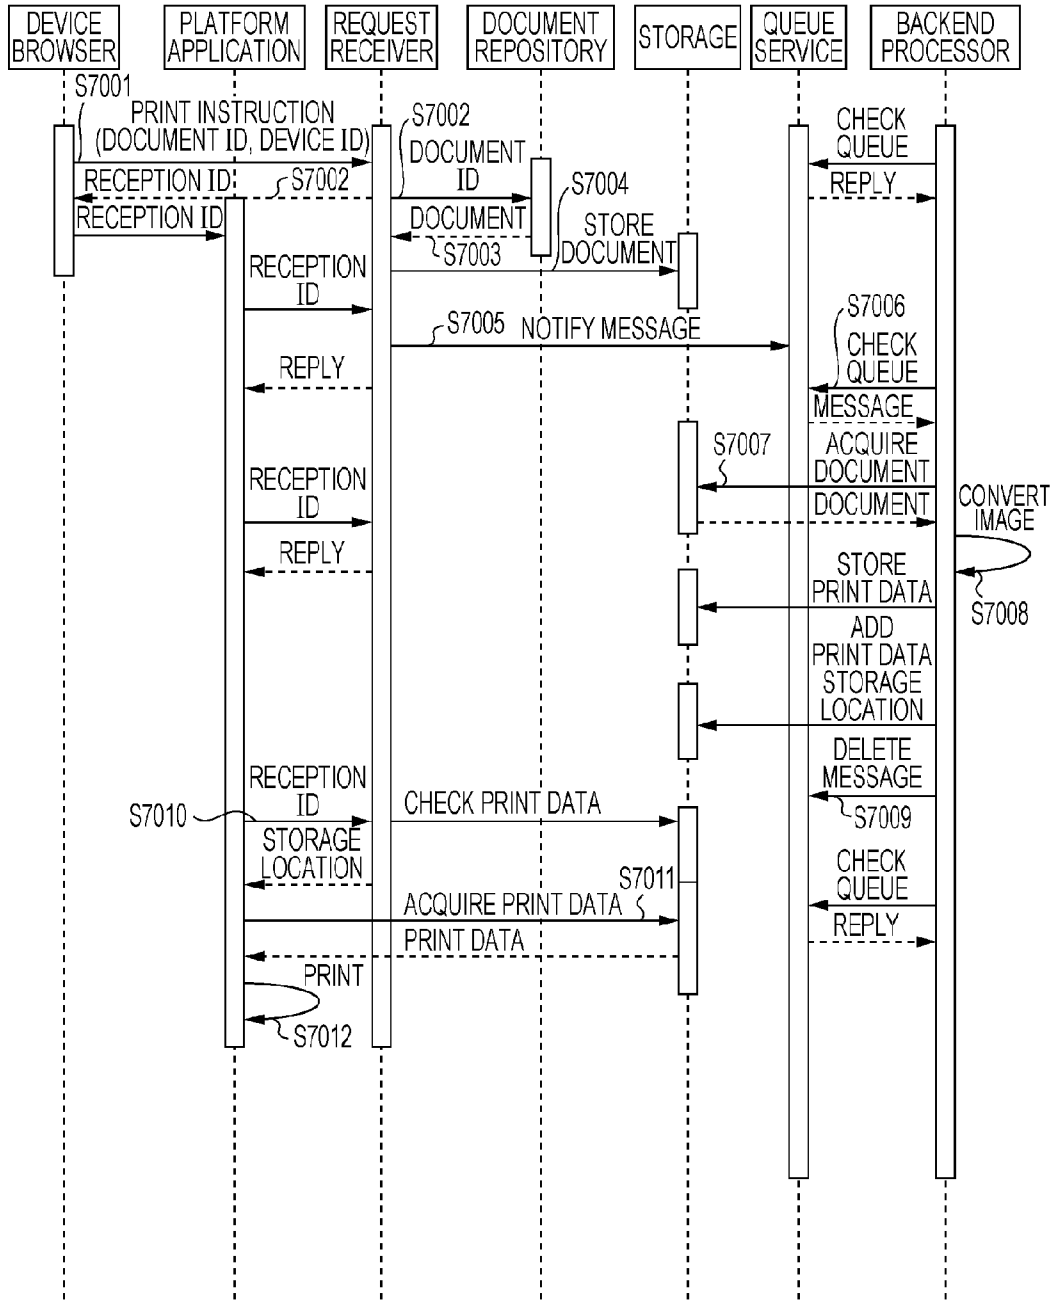 DEVICE
BROWSER
PLATFORM
APPLICATION
REQUEST
RECEIVER
DOCUMENT
REPOSITORY
STORAGE
QUEUE
SERVICE
BACKEND
PROCESSOR
S7001
PRINT INSTRUCTION
(DOCUMENT ID, DEVICE ID)
S7002
DOCUMENT
ID
CHECK
QUEUE
RECEPTION ID
S7002
S7004
REPLY
RECEPTION ID
DOCUMENT
S7003
STORE
DOCUMENT
RECEPTION
ID
S7005
NOTIFY MESSAGE
S7006
CHECK
QUEUE
REPLY
MESSAGE
S7007
ACQUIRE
DOCUMENT
RECEPTION
ID
DOCUMENT
CONVERT
IMAGE
REPLY
S7008
STORE
PRINT DATA
ADD
PRINT DATA
STORAGE
LOCATION
DELETE
MESSAGE
S7009
RECEPTION
ID
S7010
CHECK PRINT DATA
STORAGE
LOCATION
CHECK
QUEUE
S7011
ACQUIRE PRINT DATA
REPLY
PRINT DATA
PRINT
S7012